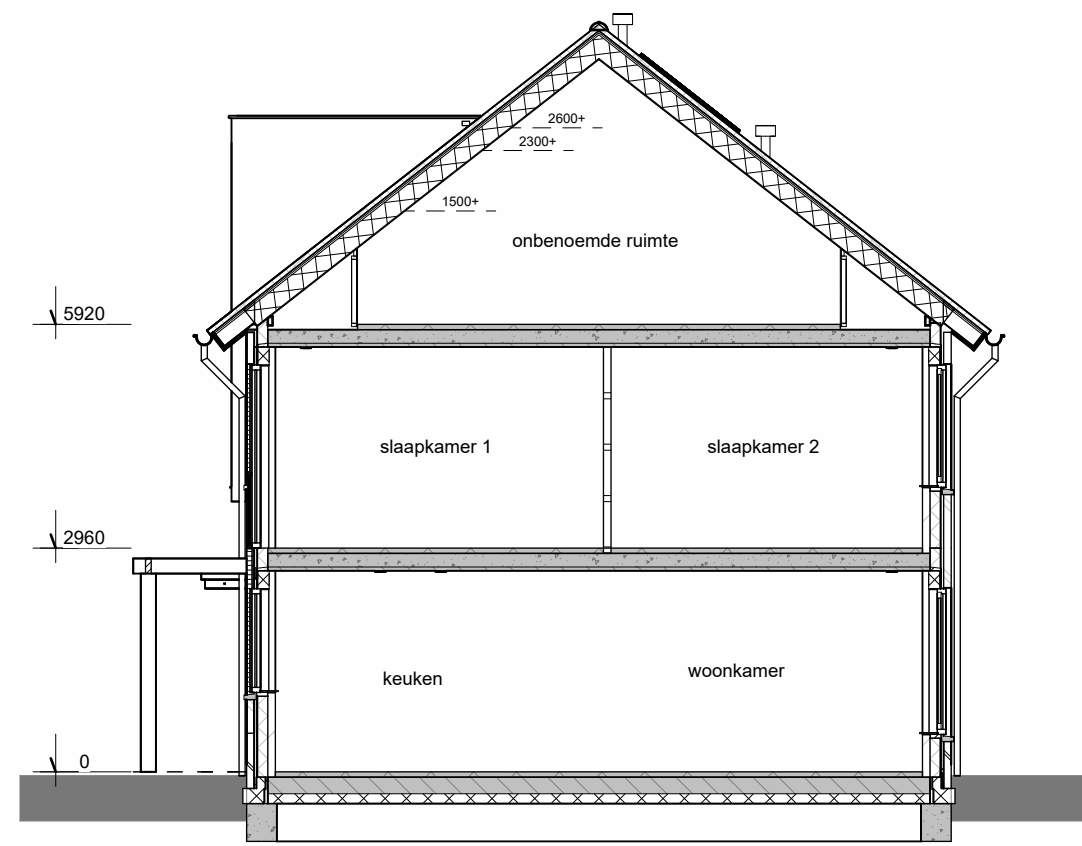 2600+
2300+
1500+
onbenoemde ruimte
5920
slaapkamer 1
slaapkamer 2
2960
keuken
woonkamer
0